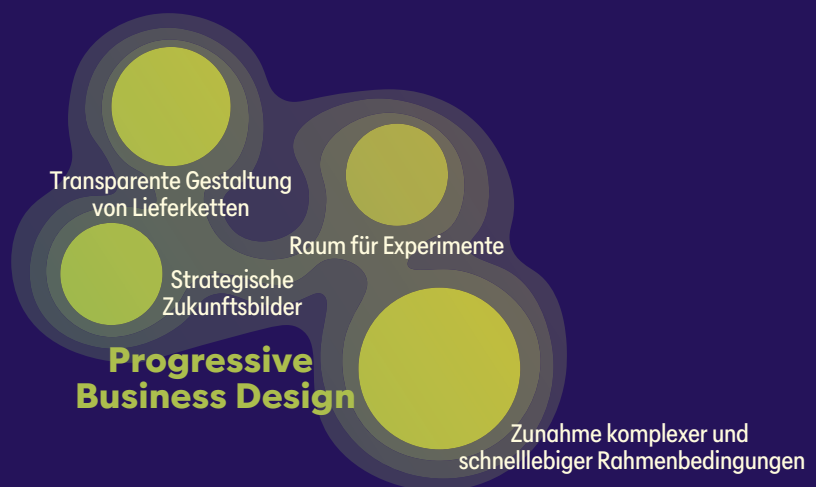 Transparente Gestaltung
von Lieferketten
Raum für Experimente
Strategische
Zukunftsbilder
Progressive
Business Design
Zunahme komplexer und
schnelllebiger Rahmenbedingungen